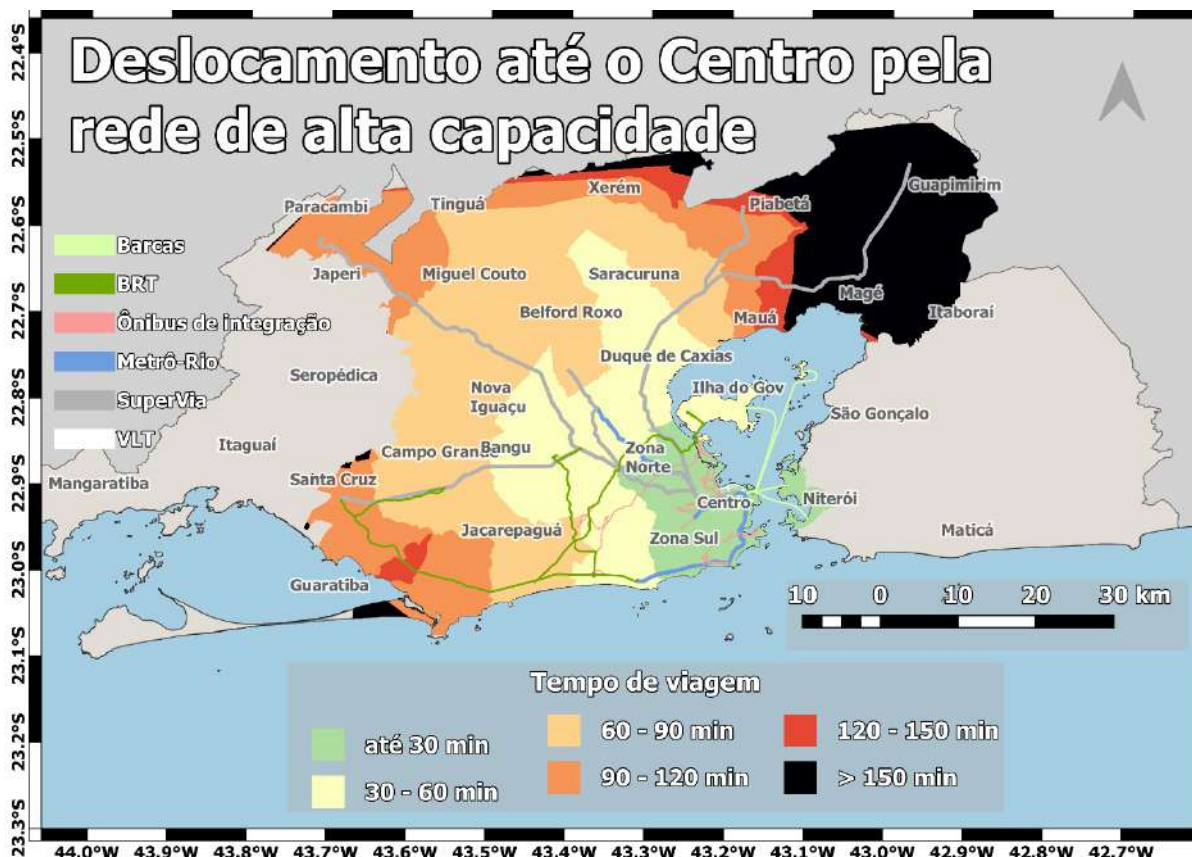 Deslocamento até o Centro pela
rede de alta capacidade
22.4°S
22.5°S
22.6°S
22.7°S
22.8°S
22.9°S
23.0°S
23.1°S
23.2°S
23.3°S
Barcas
BRT
Ônibus de integração
Metrô-Rio
SuperVia
VLT
Paracambi
Tinguá
Xerém
Piabetá
Guapimirim
Japeri
Miguel Couto
Saracuruna
Magé
Belford Roxo
Mauá
Itaboraí
Seropédica
Duque de Caxias
Nova
Iguaçu
Ilha do Gov
São Gonçalo
Itaguaí
Campo Grande
Bangu
Zona
Norte
Mangaratiba
Santa Cruz
Centro
Niterói
Jacarepaguá
Zona Sul
Maticá
Guaratiba
10 0 10 20 30 km
Tempo de viagem
até 30 min
30 - 60 min
60 - 90 min
90 - 120 min
120 - 150 min
> 150 min
44.0°W 43.9°W 43.8°W 43.7°W 43.6°W 43.5°W 43.4°W 43.3°W 43.2°W 43.1°W 43.0°W 42.9°W 42.8°W 42.7°W